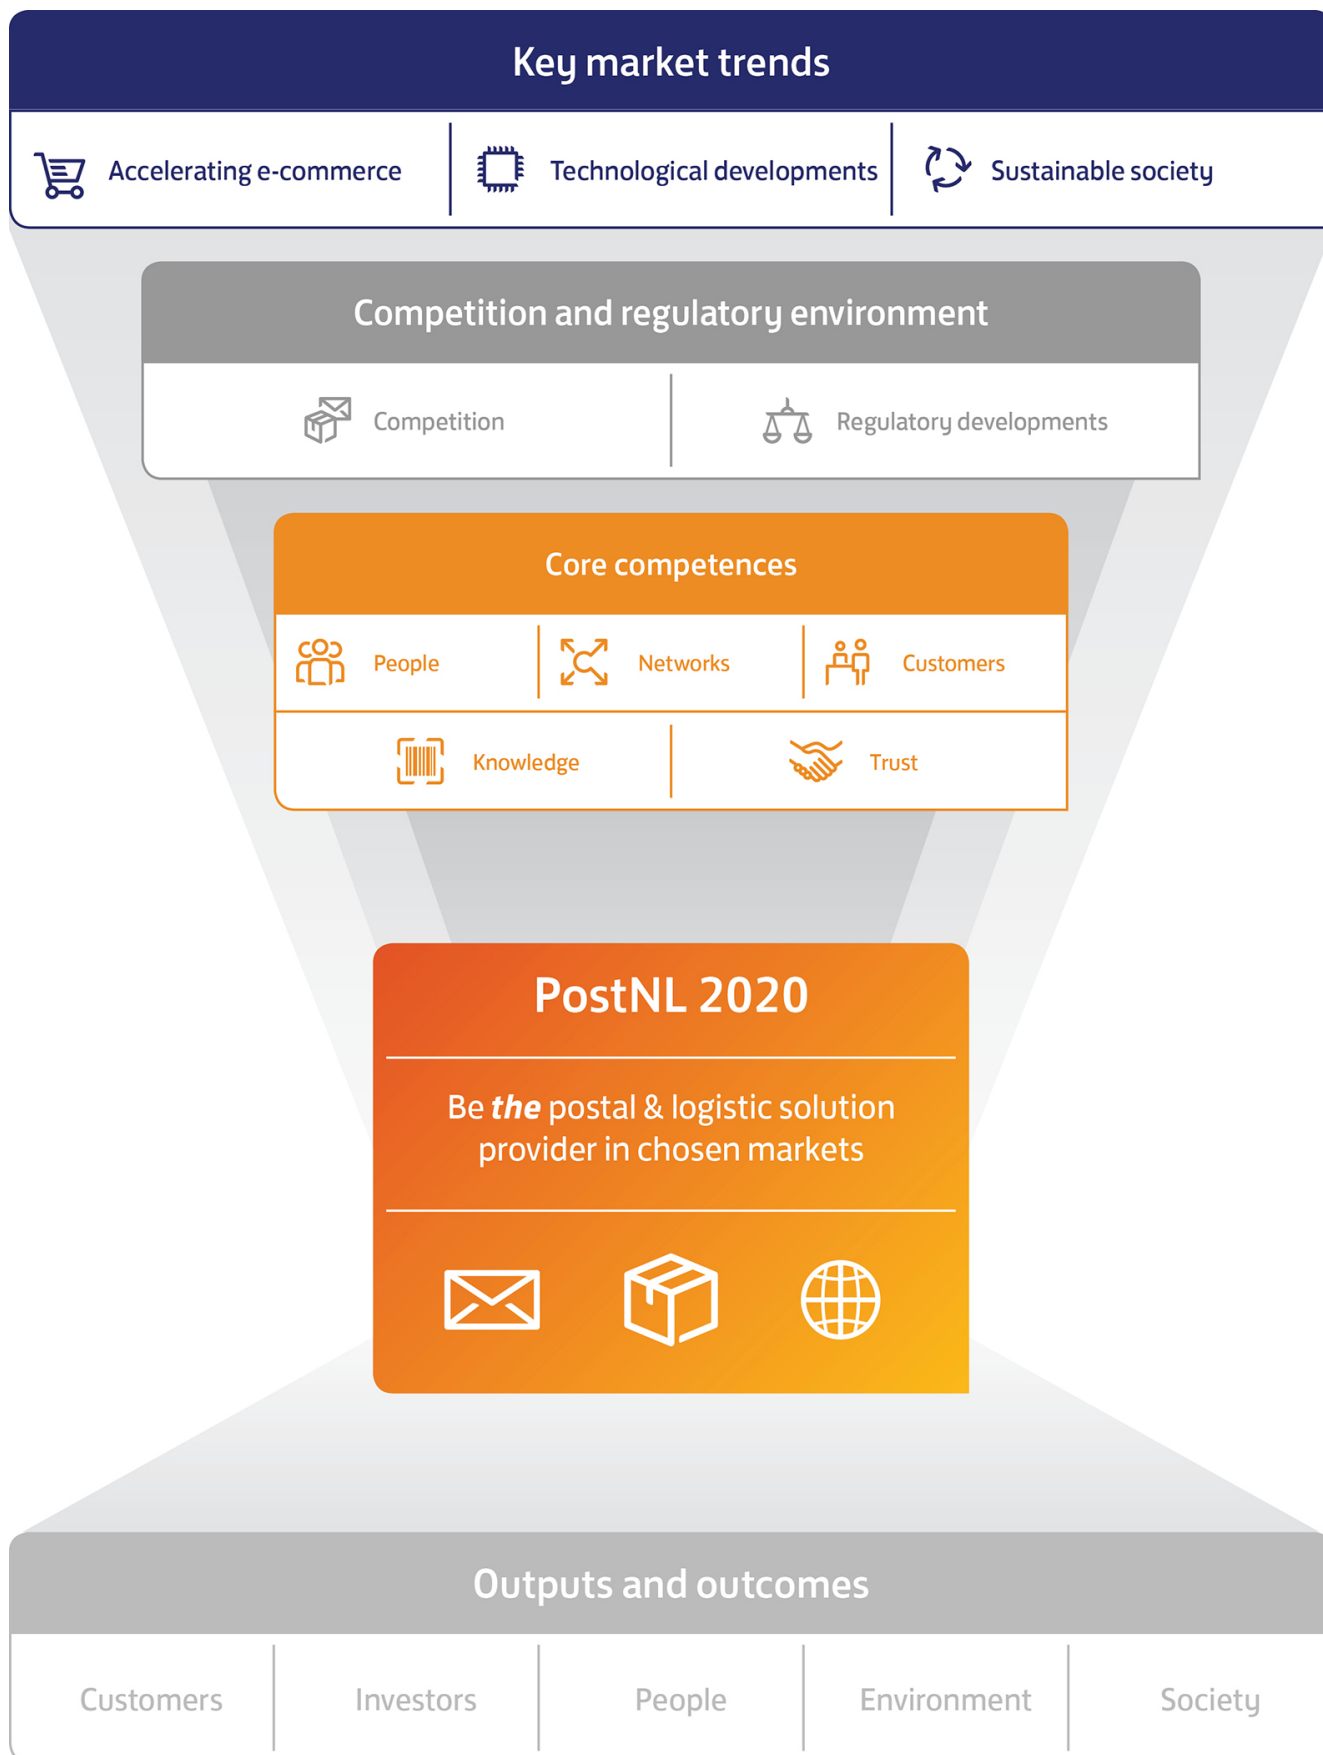 Key market trends
Accelerating e-commerce
Technological developments
Sustainable society
Competition and regulatory environment
Competition
Regulatory developments
Core competences
People
Networks
Customers
Knowledge
Trust
PostNL 2020
Be the postal & logistic solution
provider in chosen markets
Outputs and outcomes
Customers
Investors
People
Environment
Society